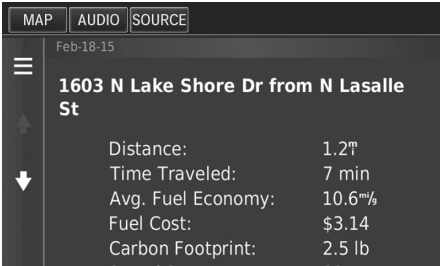 MAP AUDIO SOURCE
Feb-18-15
1603 N Lake Shore Dr from N Lasalle
St
Distance: 1.2mi
Time Traveled: 7 min
Avg. Fuel Economy: 10.6mi/g
Fuel Cost: $3.14
Carbon Footprint: 2.5 lb